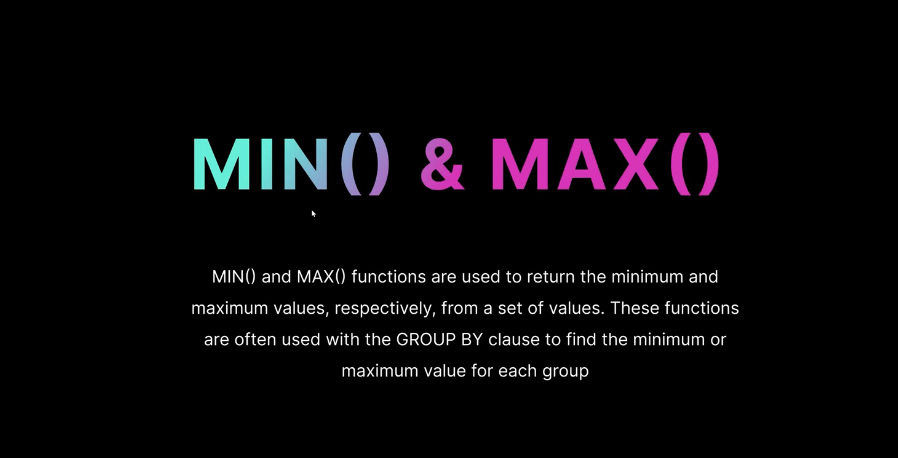 MIN() & MAX()
MIN() and MAX() functions are used to return the minimum and
maximum values, respectively, from a set of values. These functions
are often used with the GROUP BY clause to find the minimum or
maximum value for each group